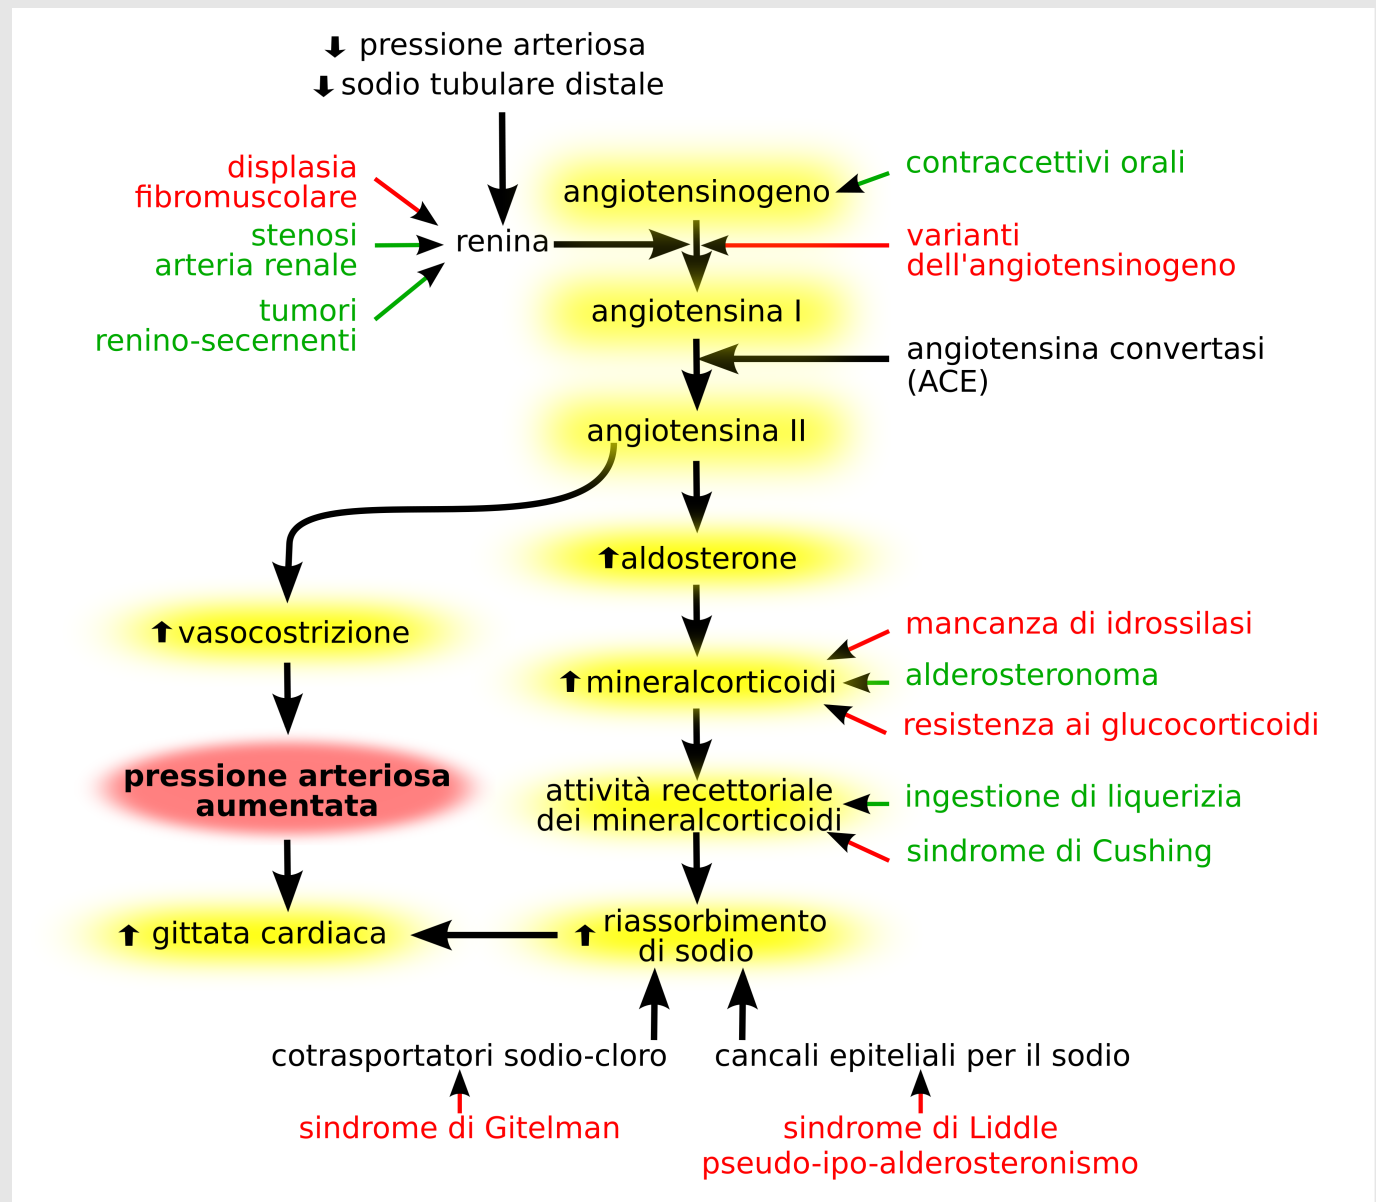 ⬇ pressione arteriosa
⬇ sodio tubulare distale
displasia
fibromuscolare
stenosi
arteria renale
tumori
renino-secernenti
renina
angiotensinogeno
contraccettivi orali
varianti
dell'angiotensinogeno
angiotensina I
angiotensina convertasi
(ACE)
angiotensina II
⬆ aldosterone
⬆ vasocostrizione
⬆ mineralcorticoidi
mancanza di idrossilasi
alderosteronoma
resistenza ai glucocorticoidi
pressione arteriosa
aumentata
attività recettoriale
dei mineralcorticoidi
ingestione di liquerizia
sindrome di Cushing
⬆ gittata cardiaca
⬆ riassorbimento
di sodio
cotrasportatori sodio-cloro
cancali epiteliali per il sodio
sindrome di Gitelman
sindrome di Liddle
pseudo-ipo-alderosteronismo